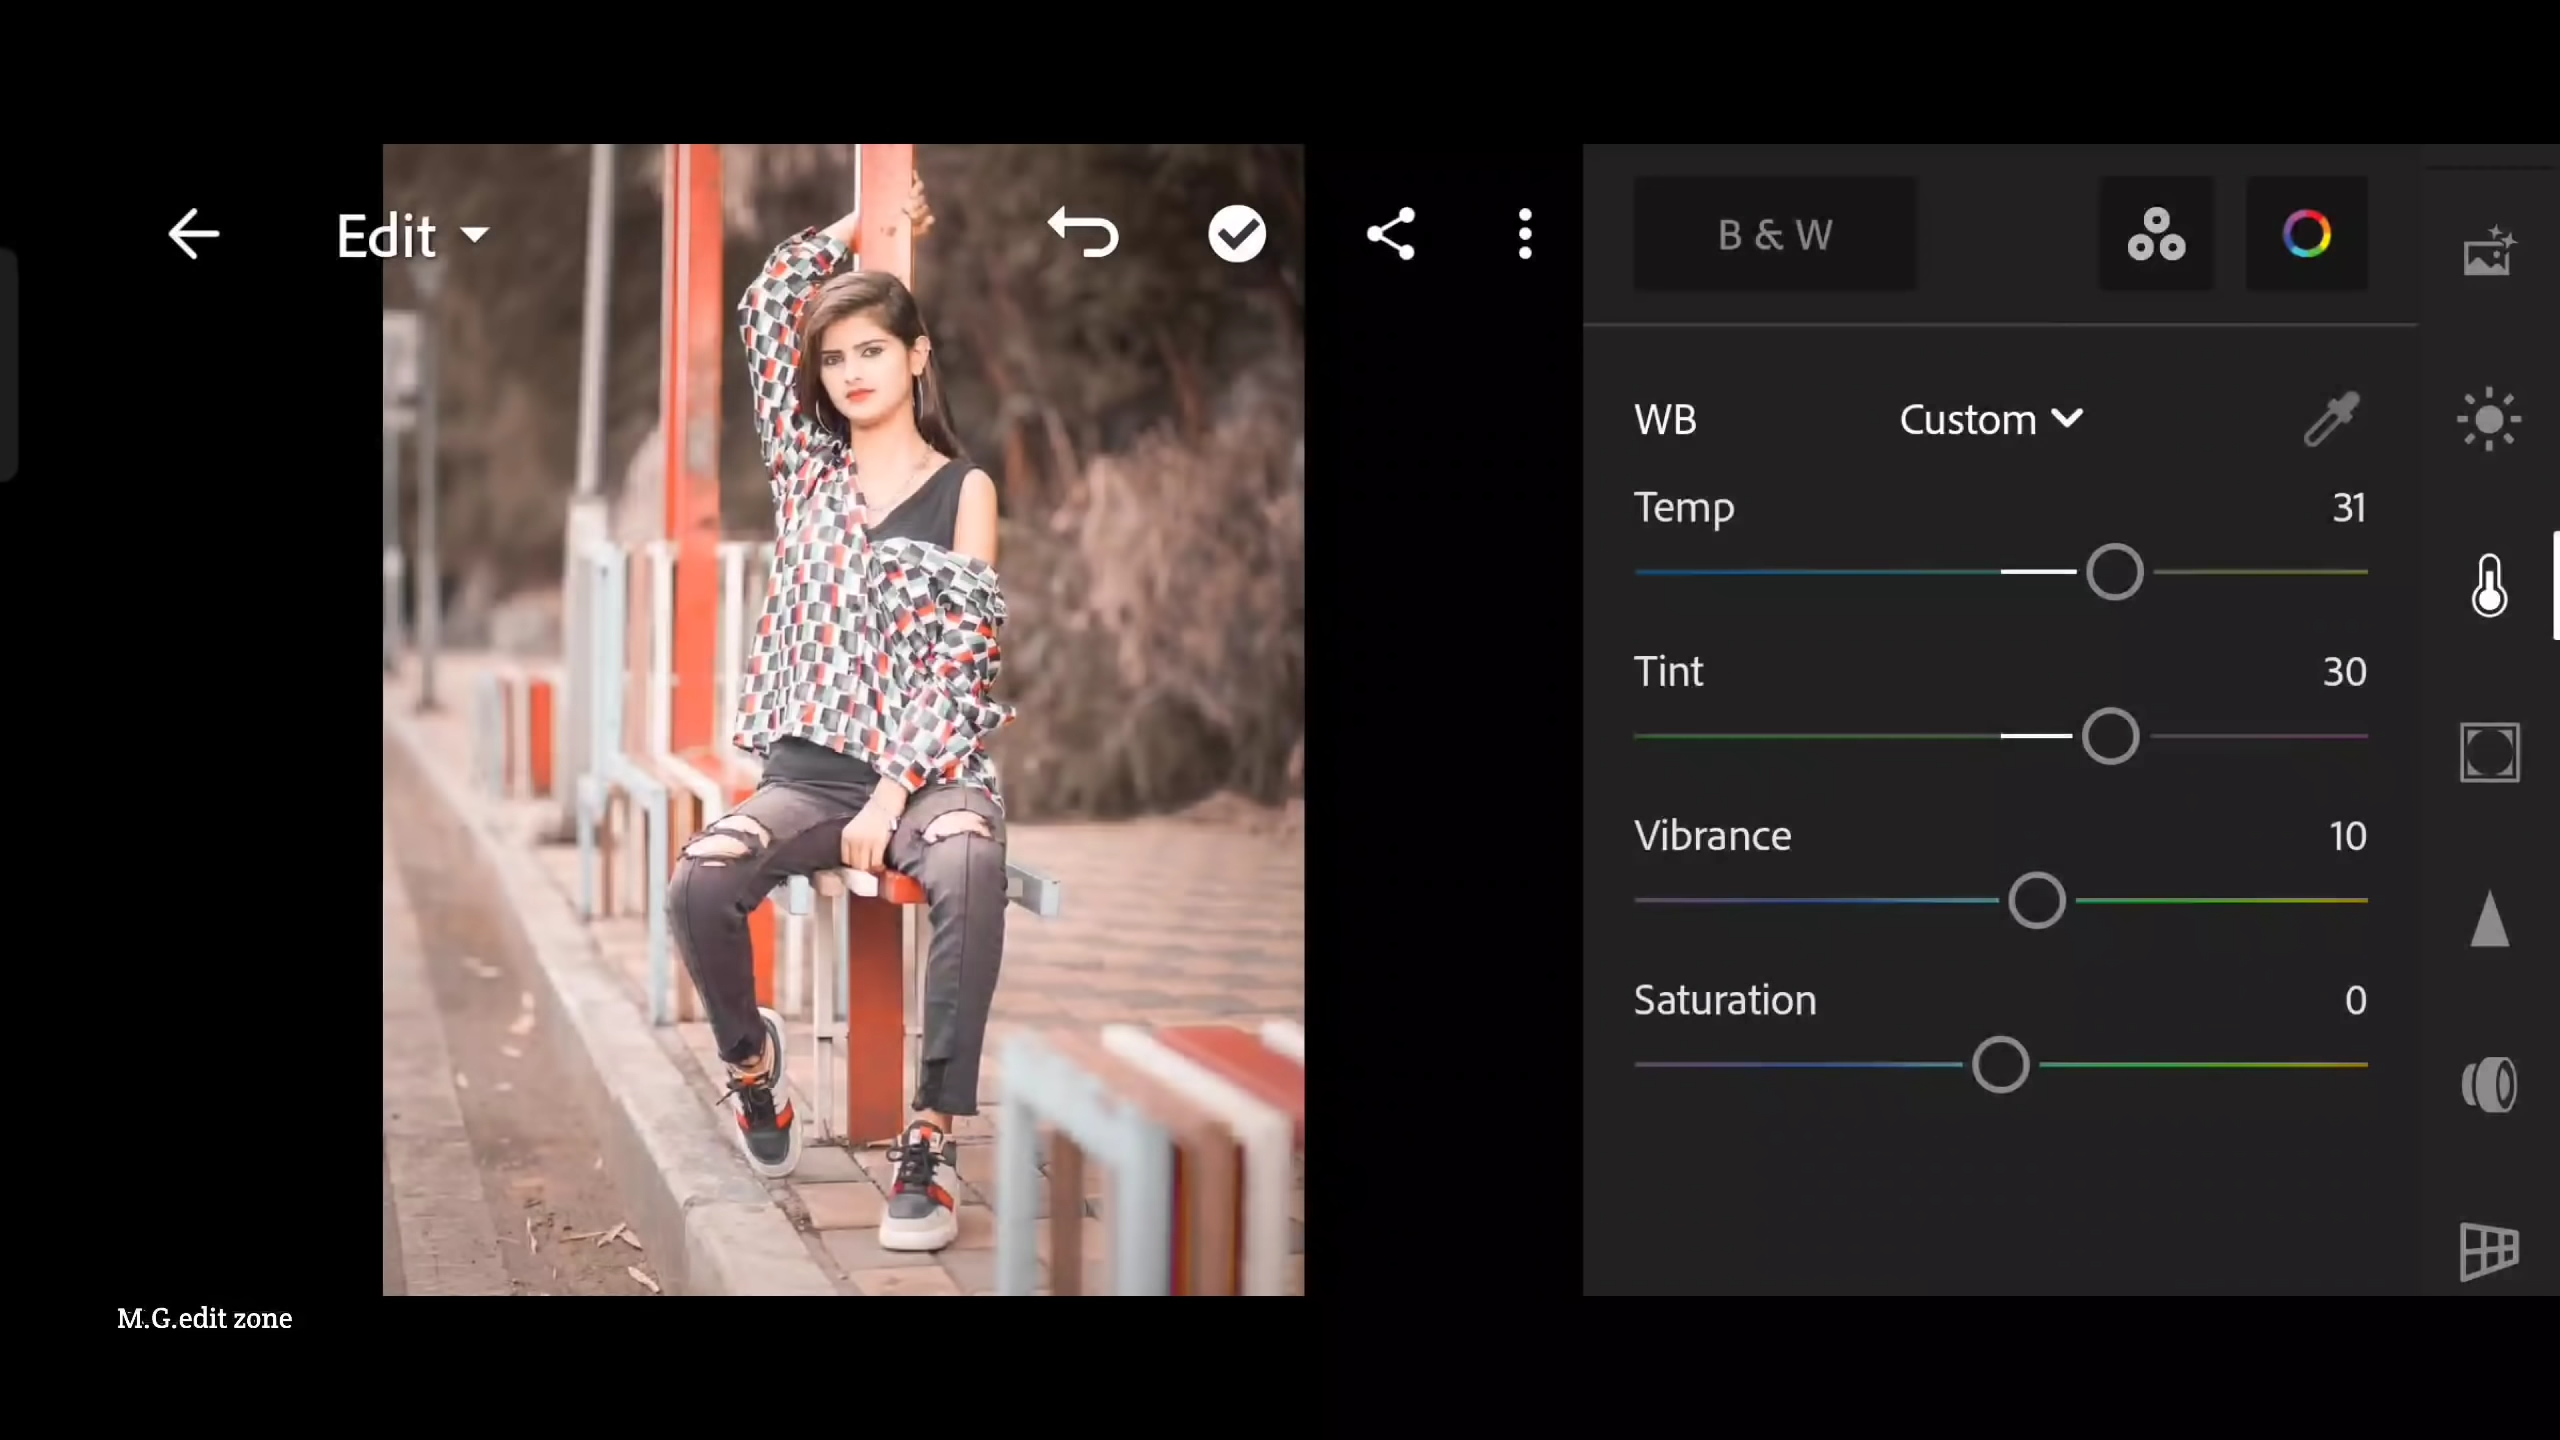 Edit
B & W
WB Custom
Temp 31
Tint 30
Vibrance 10
Saturation 0
M.G.edit zone